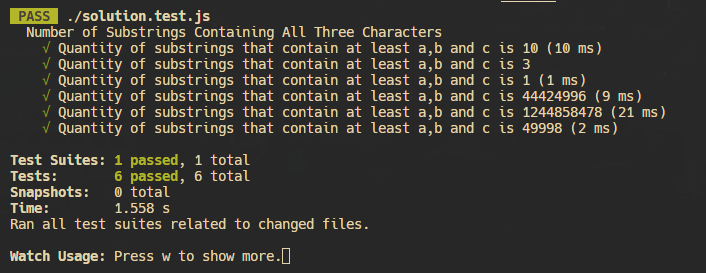 PASS ./solution.test.js
Number of Substrings Containing All Three Characters
√ Quantity of substrings that contain at least a,b and c is 10 (10 ms)
√ Quantity of substrings that contain at least a,b and c is 3
√ Quantity of substrings that contain at least a,b and c is 1 (1 ms)
√ Quantity of substrings that contain at least a,b and c is 44424996 (9 ms)
√ Quantity of substrings that contain at least a,b and c is 1244858478 (21 ms)
√ Quantity of substrings that contain at least a,b and c is 49998 (2 ms)
Test Suites: 1 passed, 1 total
Tests: 6 passed, 6 total
Snapshots: 0 total
Time: 1.558 s
Ran all test suites related to changed files.
Watch Usage: Press w to show more.